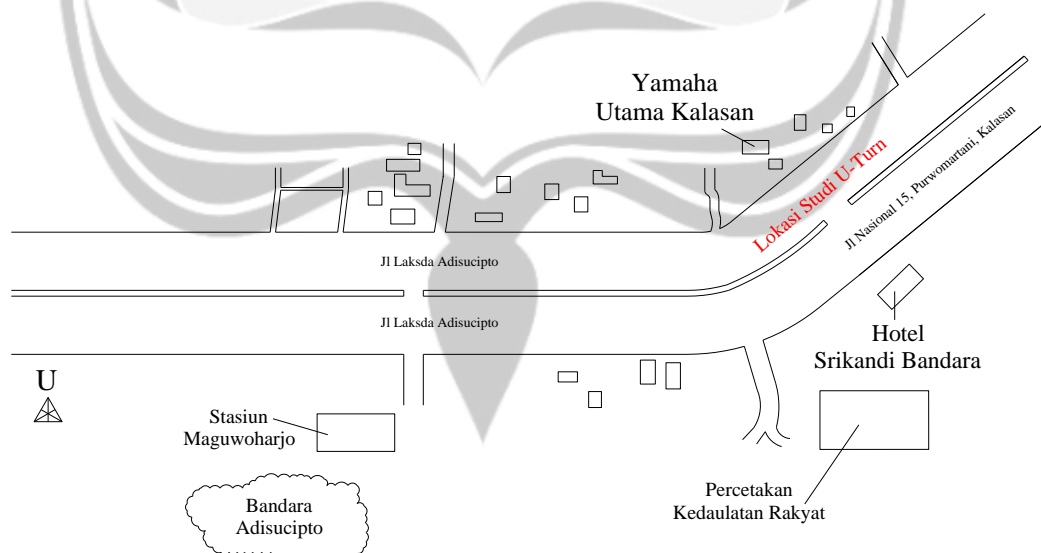 Yamaha
Utama Kalasan
Lokasi Studi U-Turn
Jl Nasional 15, Purwomartani, Kalasan
Jl Laksda Adisucipto
Jl Laksda Adisucipto
Hotel
Srikandi Bandara
U
Stasiun
Maguwoharjo
Percetakan
Kedaulatan Rakyat
Bandara
Adisucipto